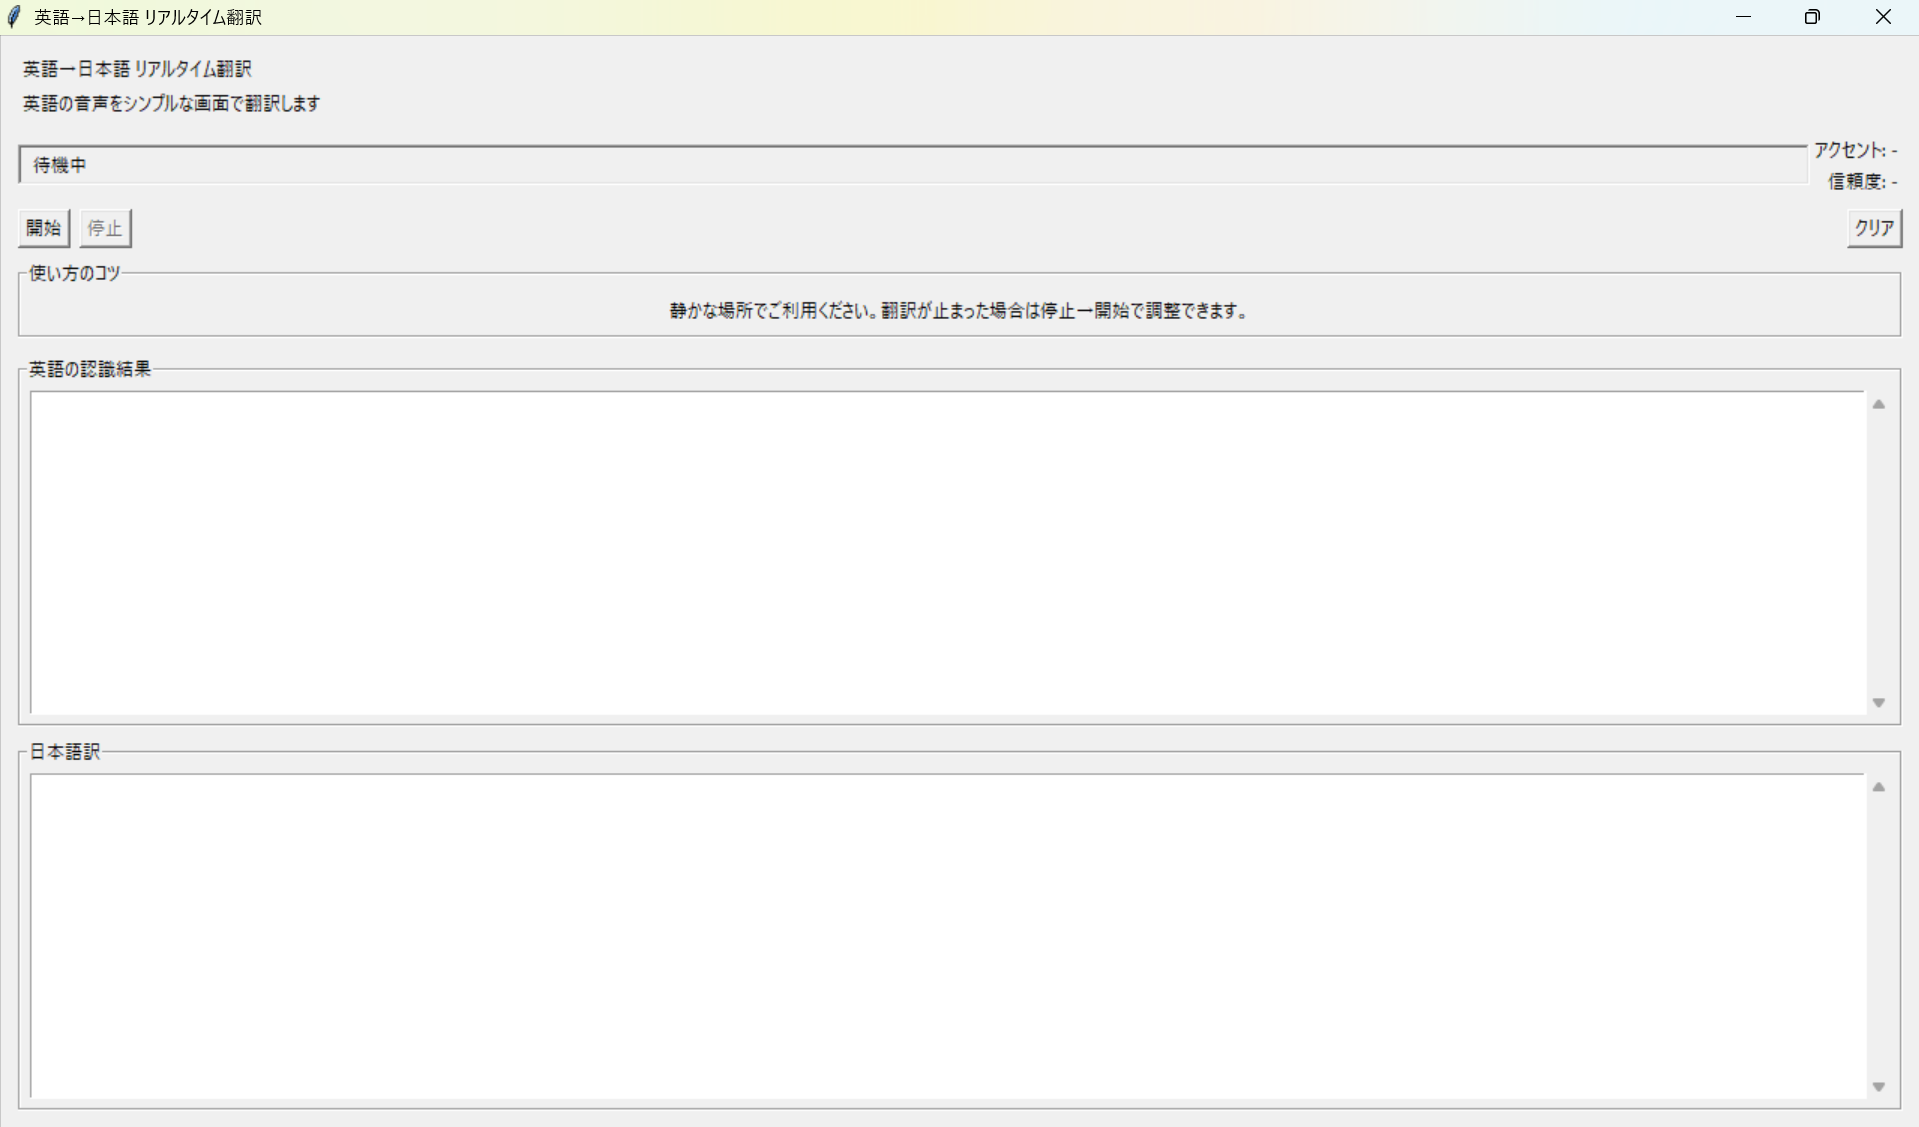 英語→日本語 リアルタイム翻訳
英語→日本語 リアルタイム翻訳
英語の音声をシンプルな画面で翻訳します
待機中
アクセント: -
信頼度: -
開始 停止 クリア
使い方のコツ
静かな場所でご利用ください。翻訳が止まった場合は停止→開始で調整できます。
英語の認識結果
日本語訳